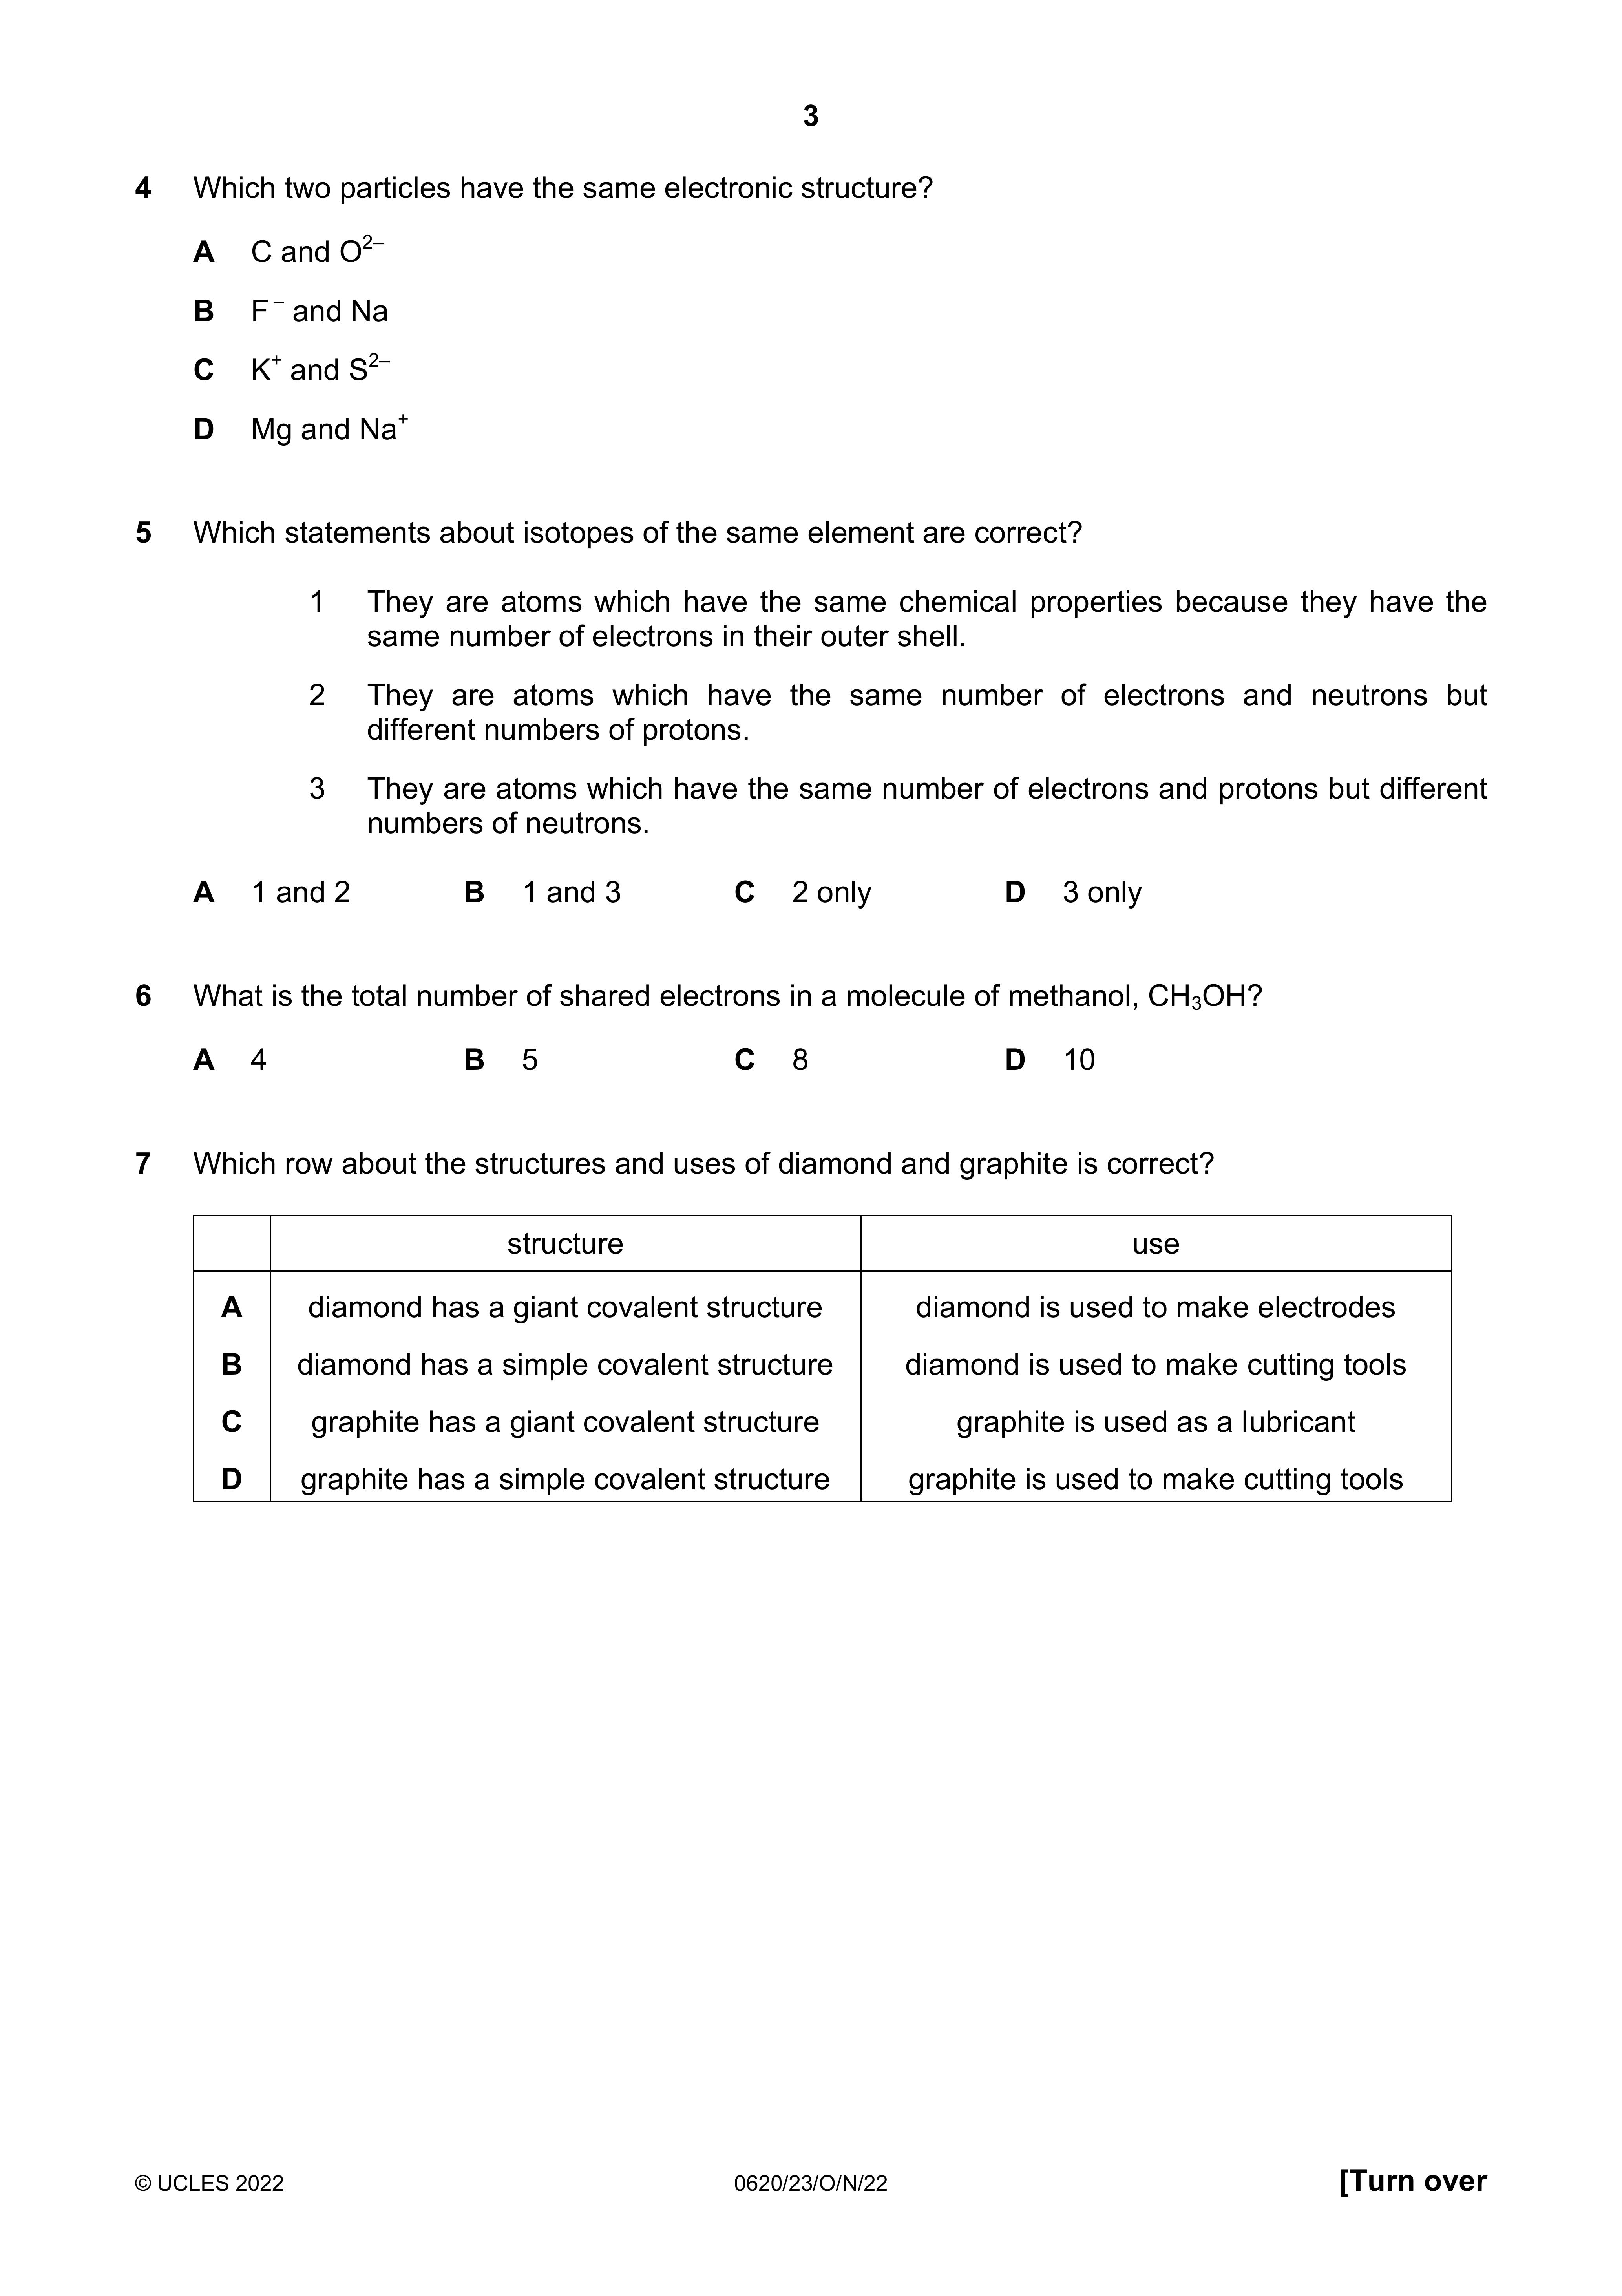 3
4 Which two particles have the same electronic structure?
A C and O²⁻
B F⁻ and Na
C K⁺ and S²⁻
D Mg and Na⁺
5 Which statements about isotopes of the same element are correct?
1 They are atoms which have the same chemical properties because they have the
same number of electrons in their outer shell.
2 They are atoms which have the same number of electrons and neutrons but
different numbers of protons.
3 They are atoms which have the same number of electrons and protons but different
numbers of neutrons.
A 1 and 2 B 1 and 3 C 2 only D 3 only
6 What is the total number of shared electrons in a molecule of methanol, CH₃OH?
A 4 B 5 C 8 D 10
7 Which row about the structures and uses of diamond and graphite is correct?
structure use
A diamond has a giant covalent structure diamond is used to make electrodes
B diamond has a simple covalent structure diamond is used to make cutting tools
C graphite has a giant covalent structure graphite is used as a lubricant
D graphite has a simple covalent structure graphite is used to make cutting tools
© UCLES 2022 0620/23/O/N/22 [Turn over